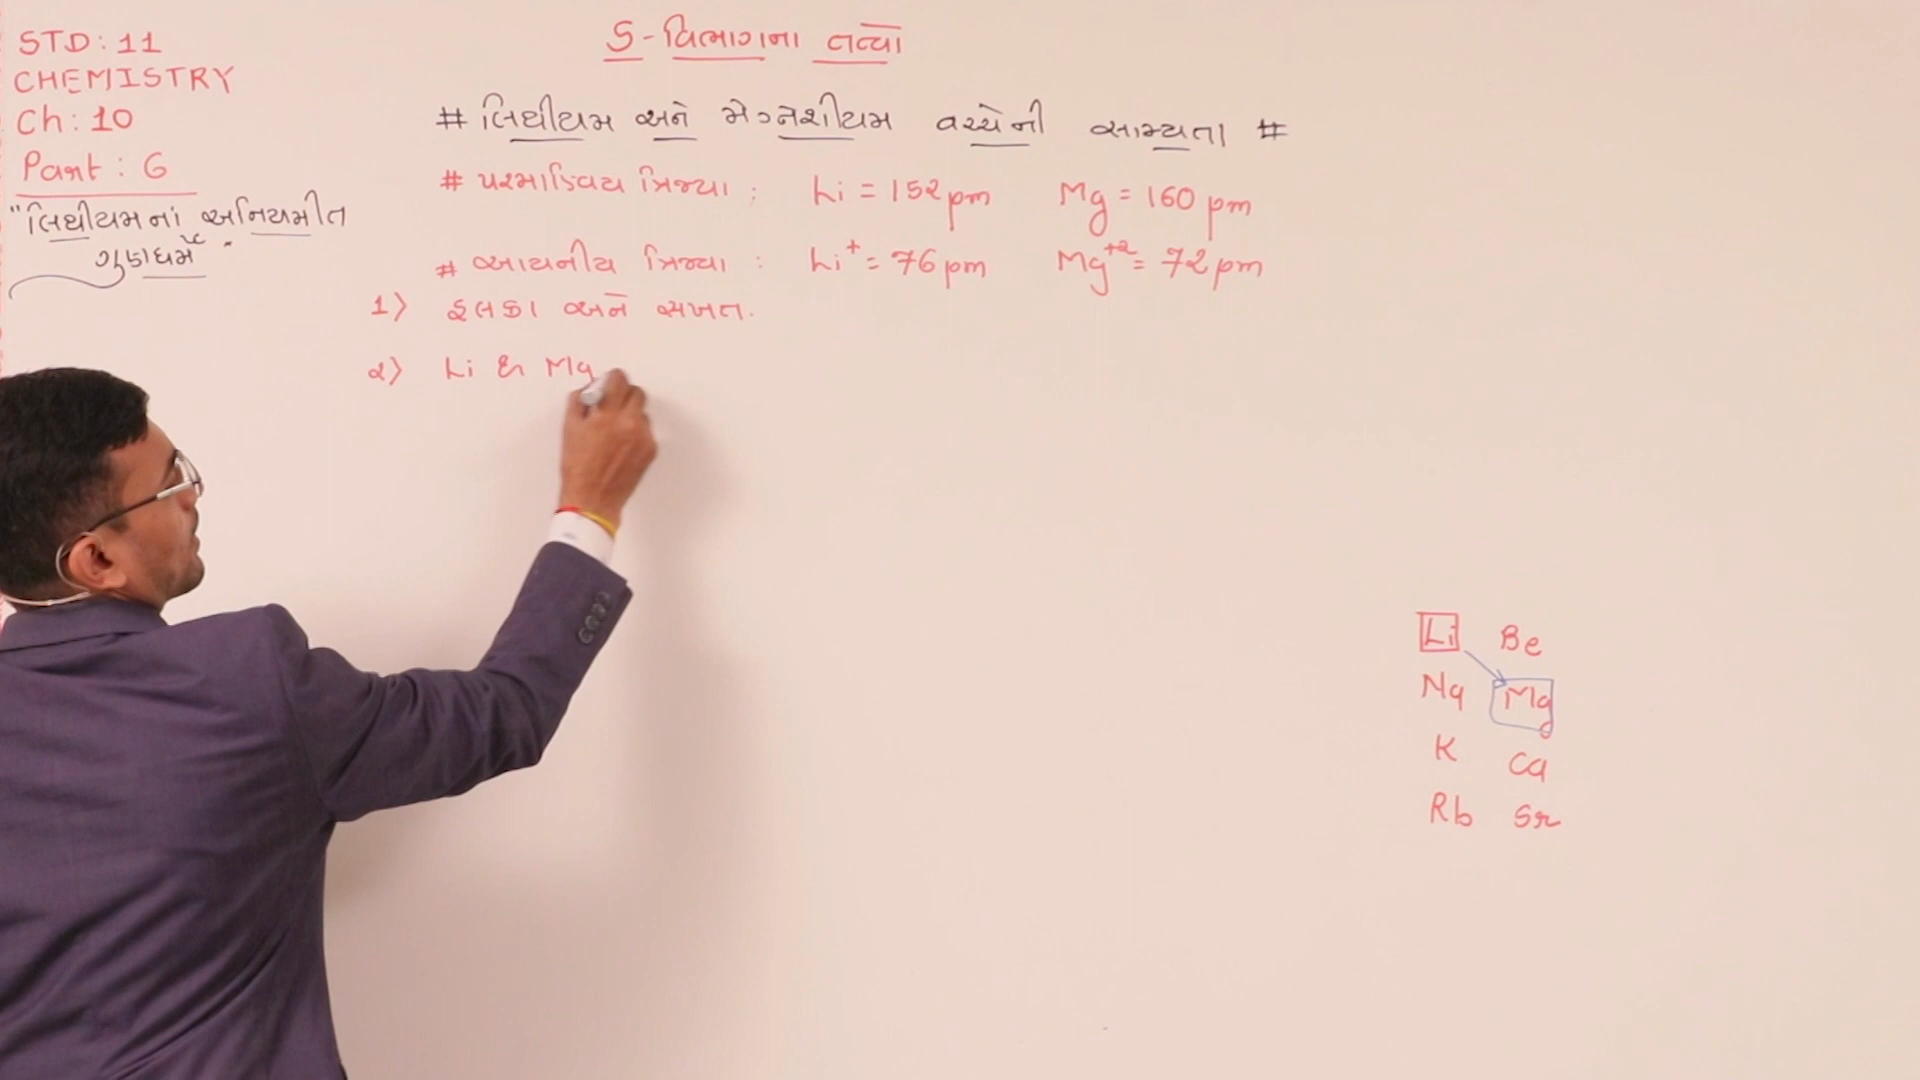 STD: 11
CHEMISTRY
Ch: 10
Part: 6
"લિથીયમનાં અનિયમીત
ગુણધર્મ"
S-વિભાગના તત્વો
# લિથીયમ અને મેગ્નેશીયમ વચ્ચેની સામ્યતા #
# પરમાણ્વિય ત્રિજ્યા : Li = 152 pm Mg = 160 pm
# આયનીય ત્રિજ્યા : Li⁺ = 76 pm Mg⁺² = 72 pm
1) હલકા અને સખત.
૨) Li & Mg
Li Be
Na Mg
K Ca
Rb Sr